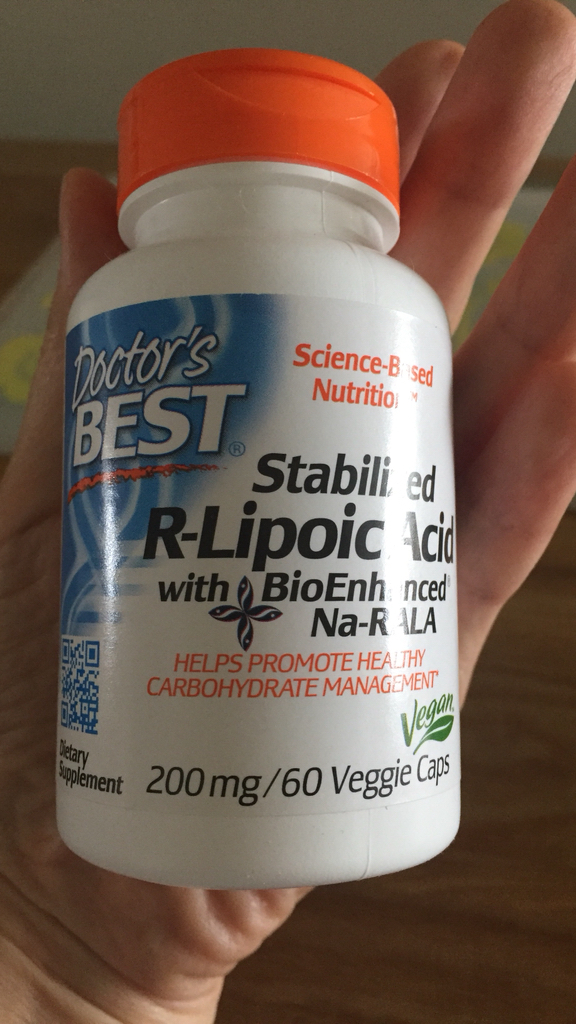 Doctor's
BEST®
Science-Based
Nutrition™
Stabilized
R-Lipoic Acid
with BioEnhanced®
Na-RALA
HELPS PROMOTE HEALTHY
CARBOHYDRATE MANAGEMENT*
Vegan
Dietary
Supplement
200 mg/60 Veggie Caps